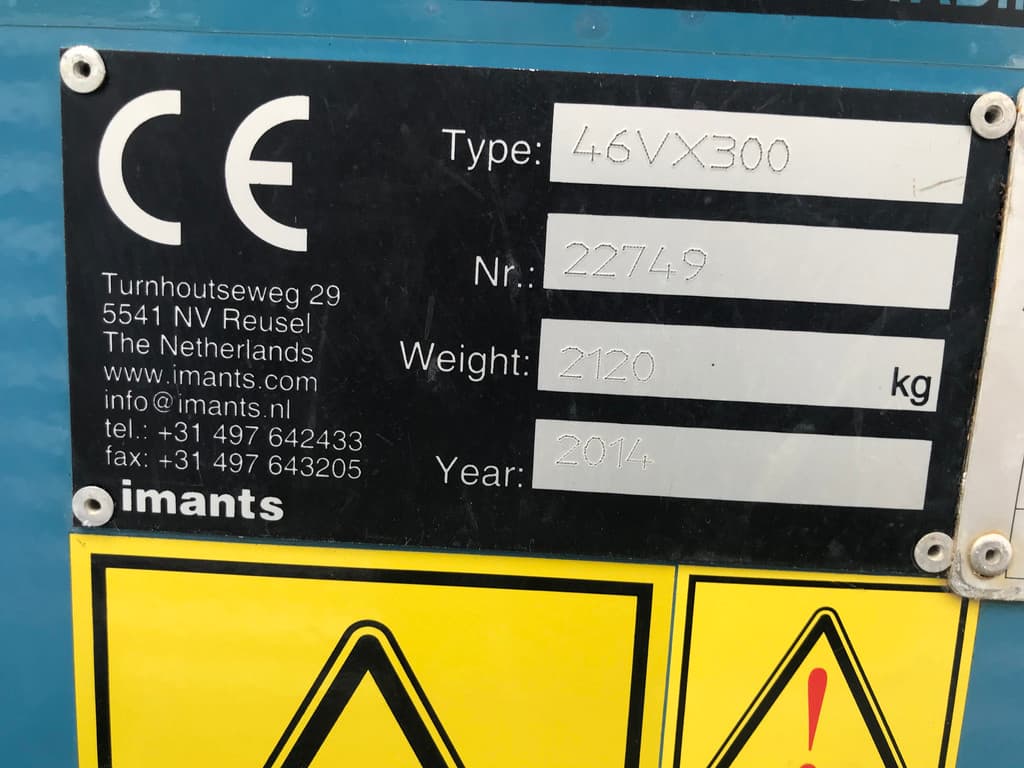 CE
Type: 46VX300
Nr.: 22749
Weight: 2120 kg
Year: 2014
Turnhoutseweg 29
5541 NV Reusel
The Netherlands
www.imants.com
info@imants.nl
tel.: +31 497 642433
fax: +31 497 643205
imants
!